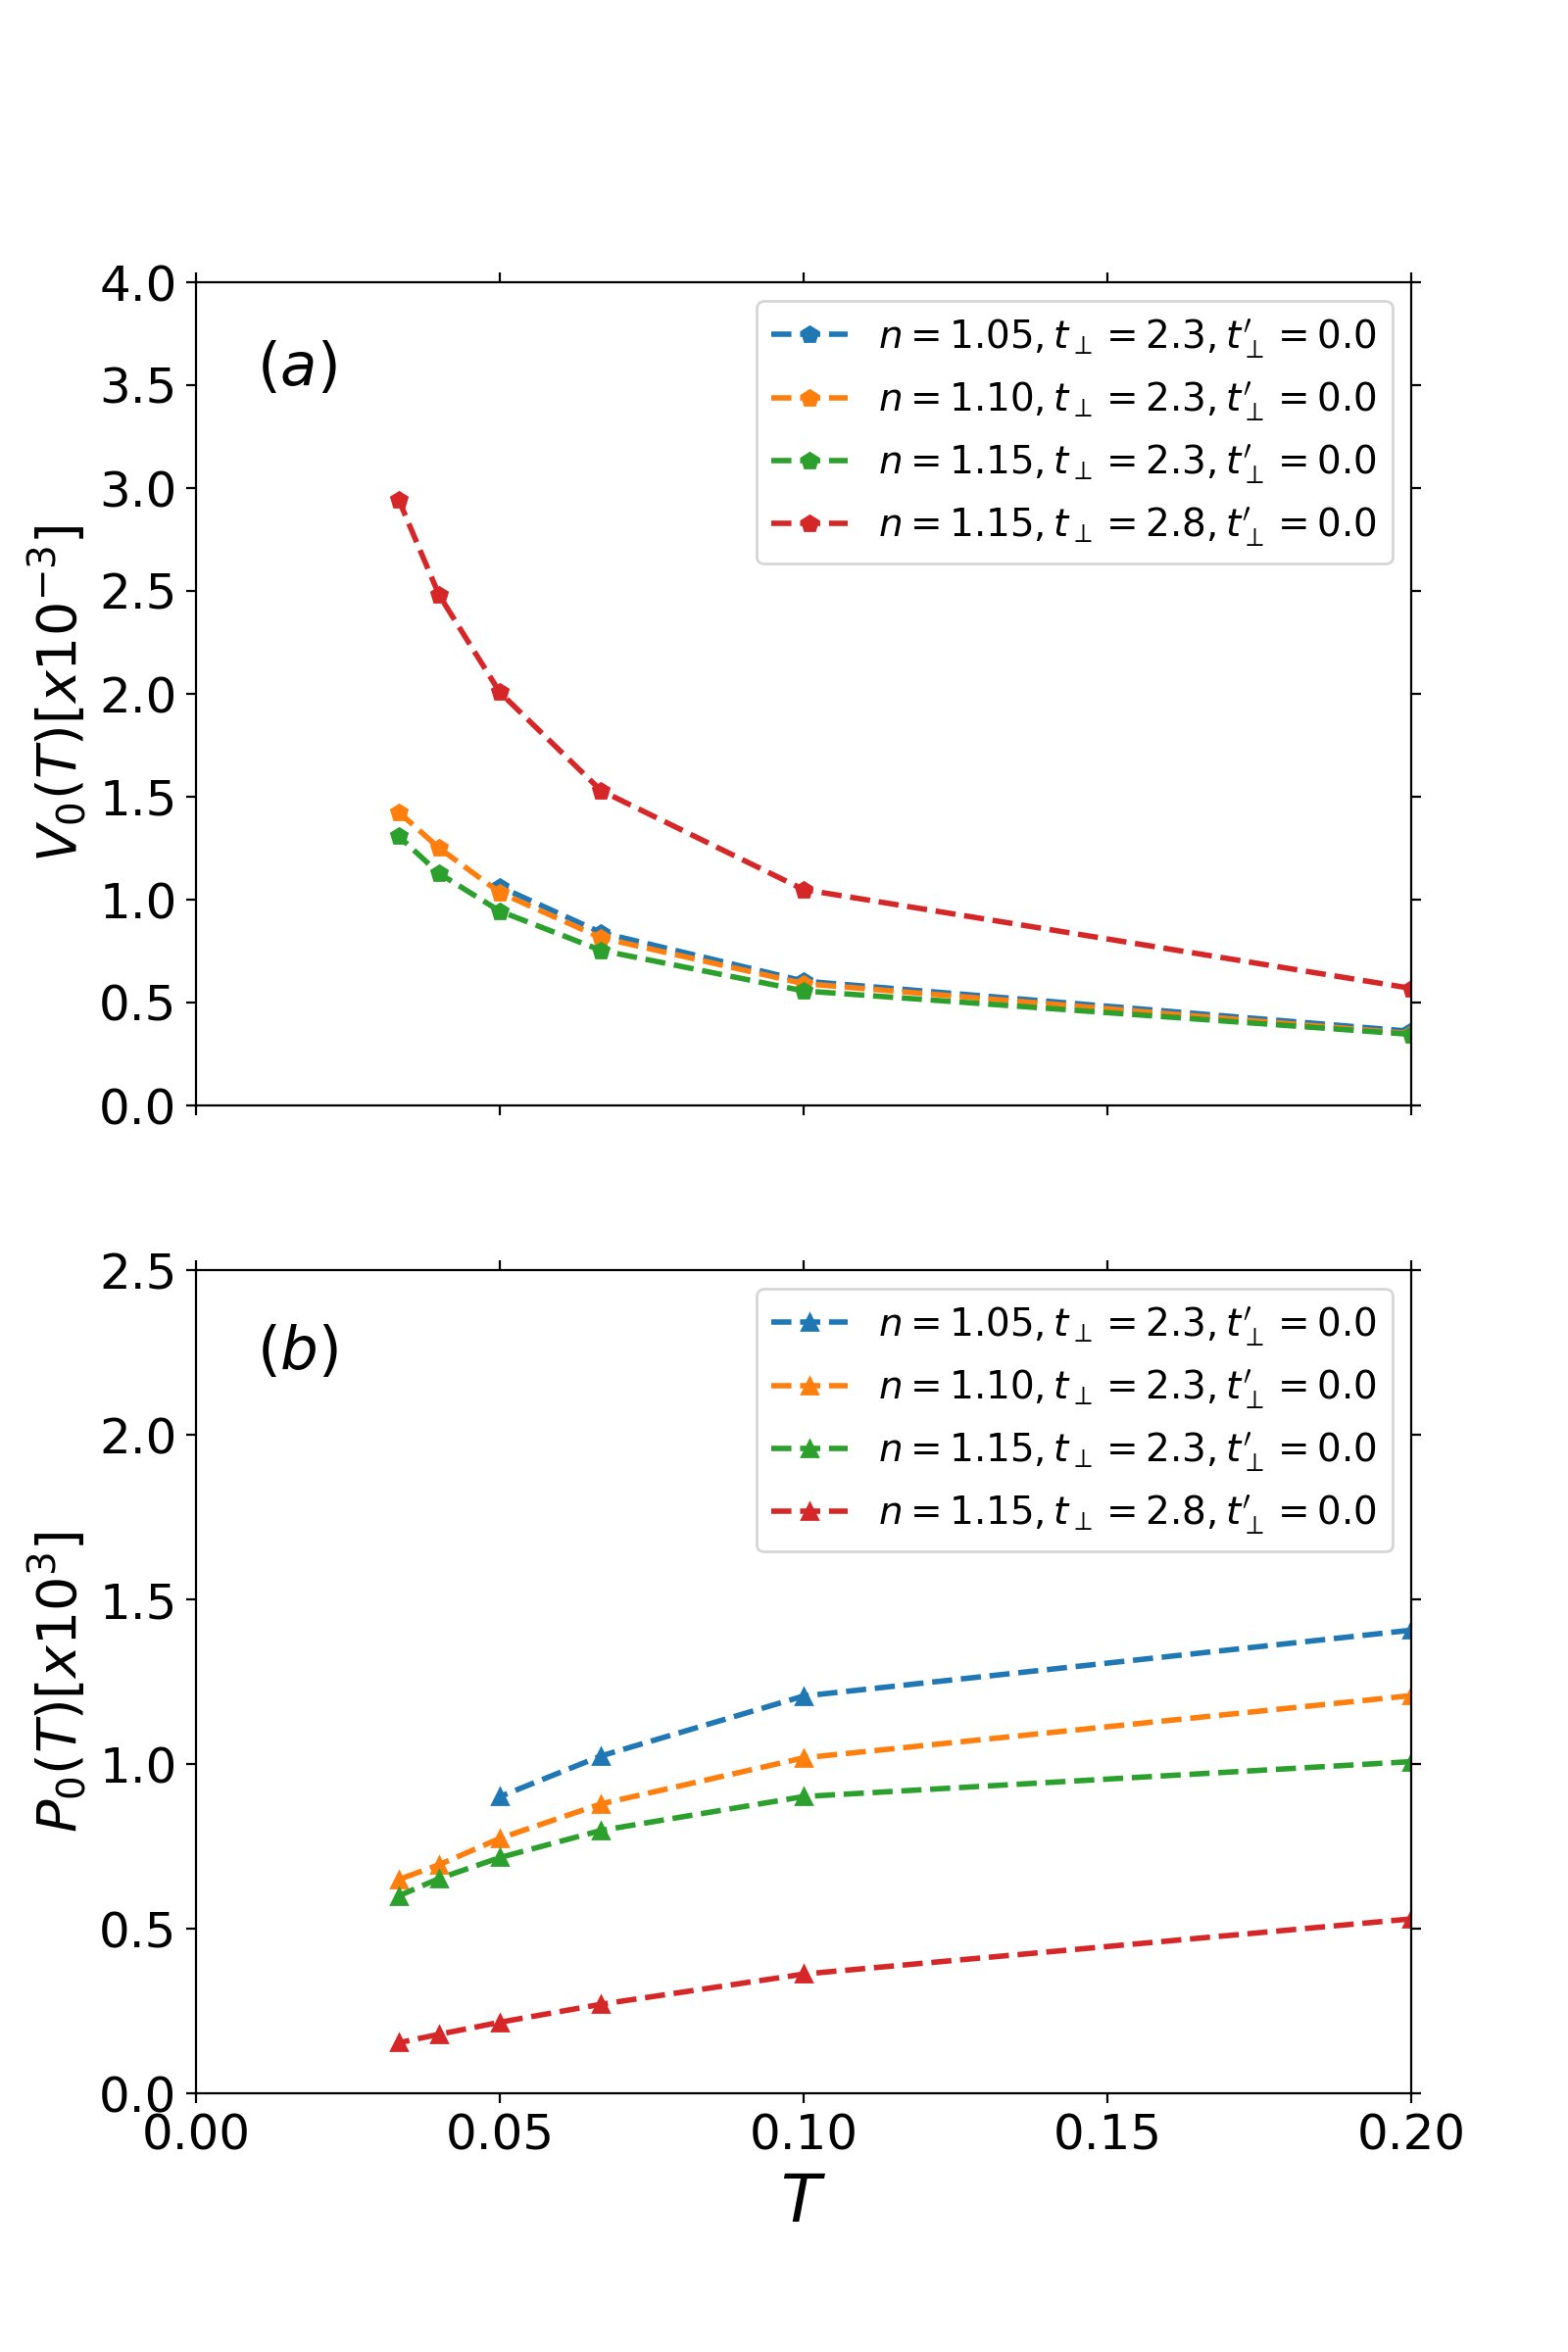 4.0
3.5
3.0
2.5
2.0
1.5
1.0
0.5
0.0
V₀(T)[x10⁻³]
(a)
n = 1.05, t⊥ = 2.3, t′⊥ = 0.0
n = 1.10, t⊥ = 2.3, t′⊥ = 0.0
n = 1.15, t⊥ = 2.3, t′⊥ = 0.0
n = 1.15, t⊥ = 2.8, t′⊥ = 0.0
2.5
2.0
1.5
1.0
0.5
0.0
P₀(T)[x10³]
(b)
n = 1.05, t⊥ = 2.3, t′⊥ = 0.0
n = 1.10, t⊥ = 2.3, t′⊥ = 0.0
n = 1.15, t⊥ = 2.3, t′⊥ = 0.0
n = 1.15, t⊥ = 2.8, t′⊥ = 0.0
0.00 0.05 0.10 0.15 0.20
T